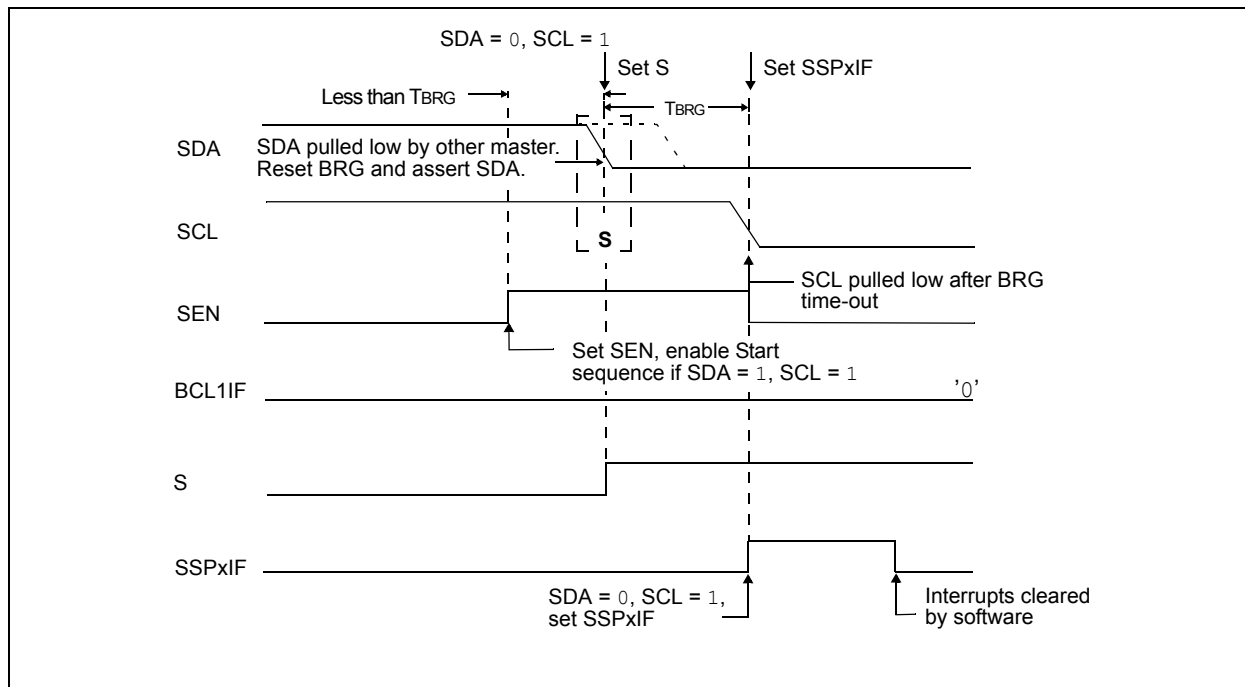 SDA = 0, SCL = 1
Set S
Set SSPxIF
Less than TBRG
TBRG
SDA
SDA pulled low by other master.
Reset BRG and assert SDA.
SCL
S
SCL pulled low after BRG
time-out
SEN
Set SEN, enable Start
sequence if SDA = 1, SCL = 1
BCL1IF
'0'
S
SSPxIF
SDA = 0, SCL = 1,
set SSPxIF
Interrupts cleared
by software